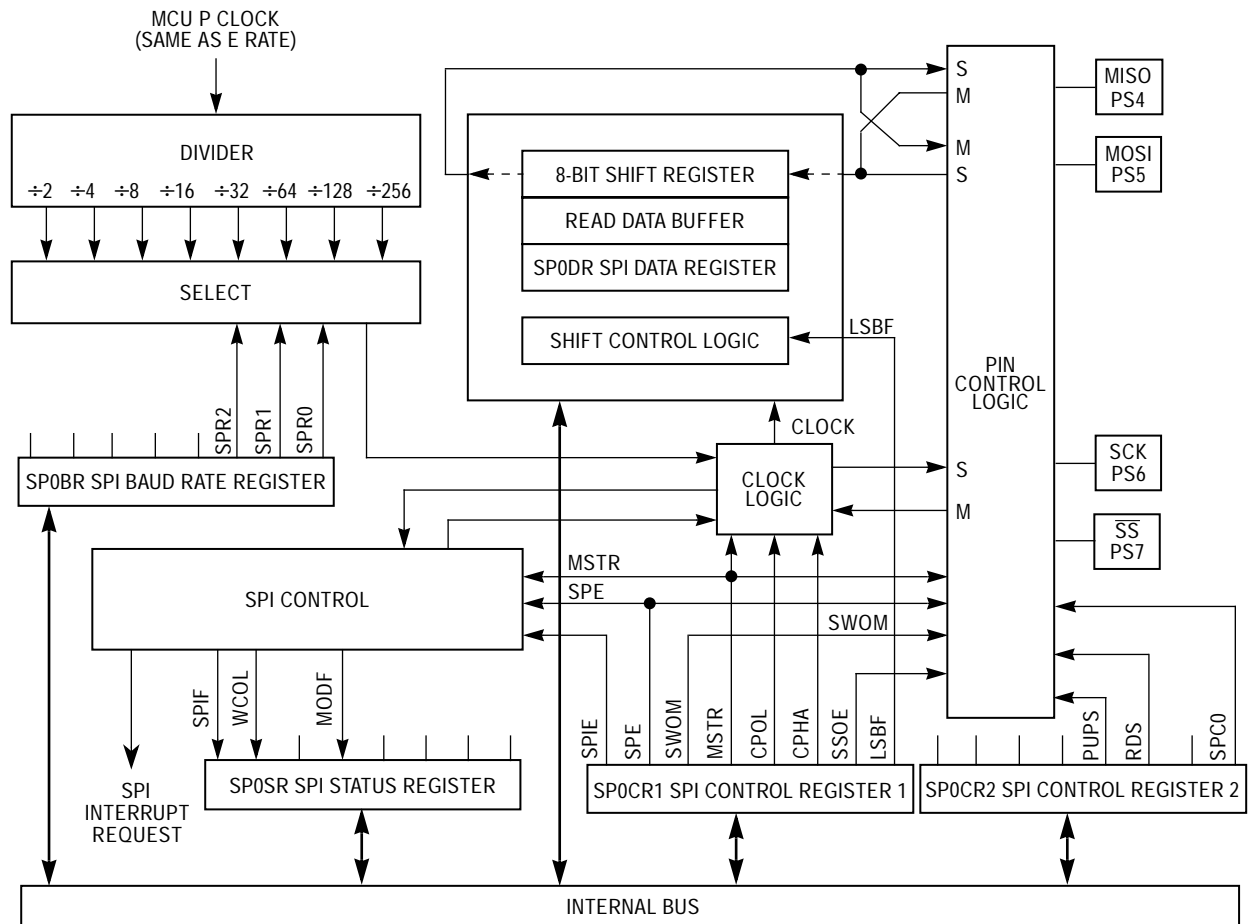 MCU P CLOCK
(SAME AS E RATE)
DIVIDER
÷2 ÷4 ÷8 ÷16 ÷32 ÷64 ÷128 ÷256
SELECT
SPR2
SPR1
SPR0
SP0BR SPI BAUD RATE REGISTER
8-BIT SHIFT REGISTER
READ DATA BUFFER
SP0DR SPI DATA REGISTER
SHIFT CONTROL LOGIC
LSBF
CLOCK
CLOCK
LOGIC
S
M
M
S
S
M
PIN
CONTROL
LOGIC
MISO
PS4
MOSI
PS5
SCK
PS6
SS
PS7
SPI CONTROL
MSTR
SPE
SWOM
SPIF
WCOL
MODF
SPI
INTERRUPT
REQUEST
SP0SR SPI STATUS REGISTER
SPIE
SPE
SWOM
MSTR
CPOL
CPHA
SSOE
LSBF
SP0CR1 SPI CONTROL REGISTER 1
PUPS
RDS
SPC0
SP0CR2 SPI CONTROL REGISTER 2
INTERNAL BUS